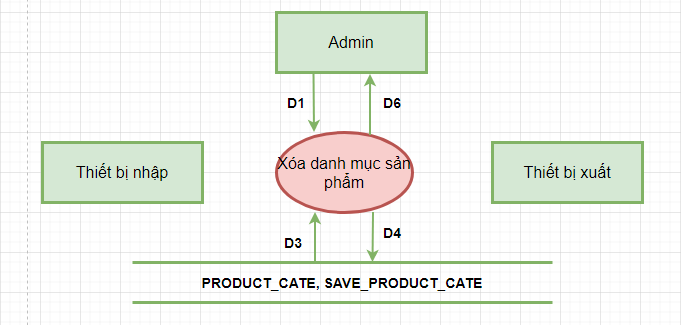 Admin
D1
D6
Thiết bị nhập
Xóa danh mục sản
phẩm
Thiết bị xuất
D3
D4
PRODUCT_CATE, SAVE_PRODUCT_CATE